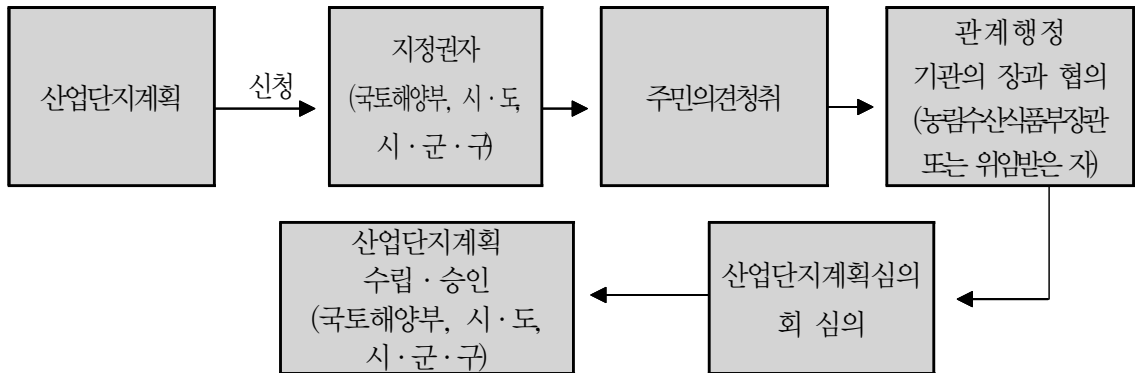 산업단지계획
신청
지정권자
(국토해양부, 시·도,
시·군·구)
주민의견청취
관계행정
기관의 장과 협의
(농림수산식품부장관
또는 위임받은 자)
산업단지계획심의
회 심의
산업단지계획
수립·승인
(국토해양부, 시·도,
시·군·구)